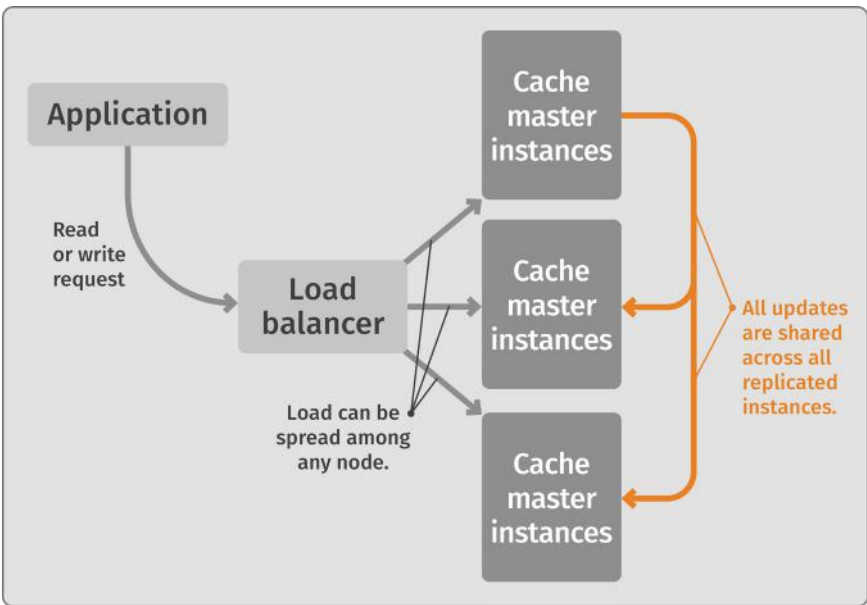 Application
Read
or write
request
Load
balancer
Load can be
spread among
any node.
Cache
master
instances
Cache
master
instances
Cache
master
instances
All updates
are shared
across all
replicated
instances.